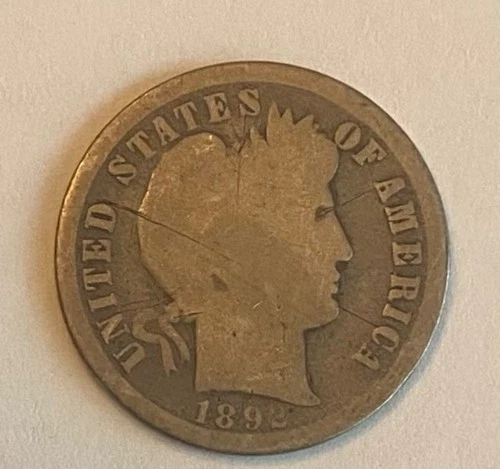 UNITED STATES OF AMERICA
1892